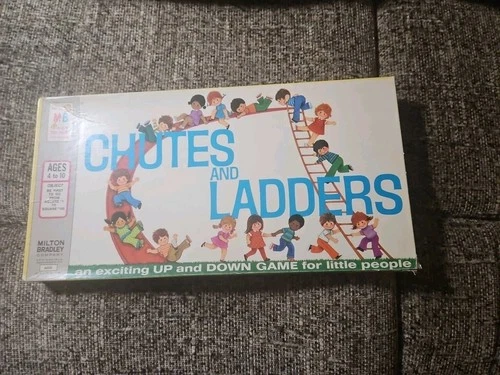 MB
CHUTES
AND
LADDERS
AGES
4 to 10
MILTON
BRADLEY
COMPANY
an exciting UP and DOWN GAME for little people